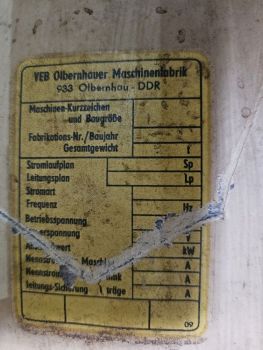 VEB Olbernhauer Maschinenfabrik
933 Olbernhau - DDR
Maschinen-Kurzzeichen
und Baugröße
Fabrikations-Nr./Baujahr
Gesamtgewicht t
Stromlaufplan Sp
Leitungsplan Lp
Stromart
Frequenz Hz
Betriebsspannung
kW
A
A
träge A
09